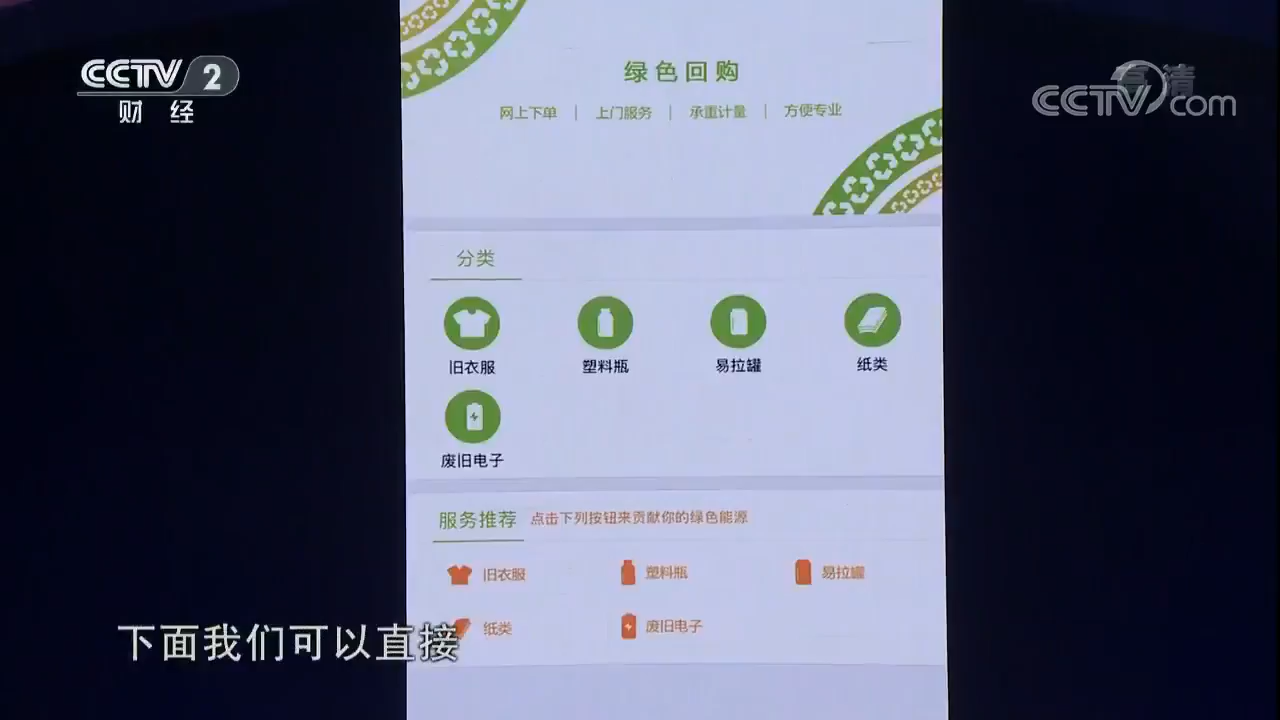 CCTV 2
财经
高清
CCTV.com
绿色回购
网上下单 | 上门服务 | 承重计量 | 方便专业
分类
旧衣服 塑料瓶 易拉罐 纸类
废旧电子
服务推荐 点击下列按钮来贡献你的绿色能源
旧衣服 塑料瓶 易拉罐
纸类 废旧电子
下面我们可以直接